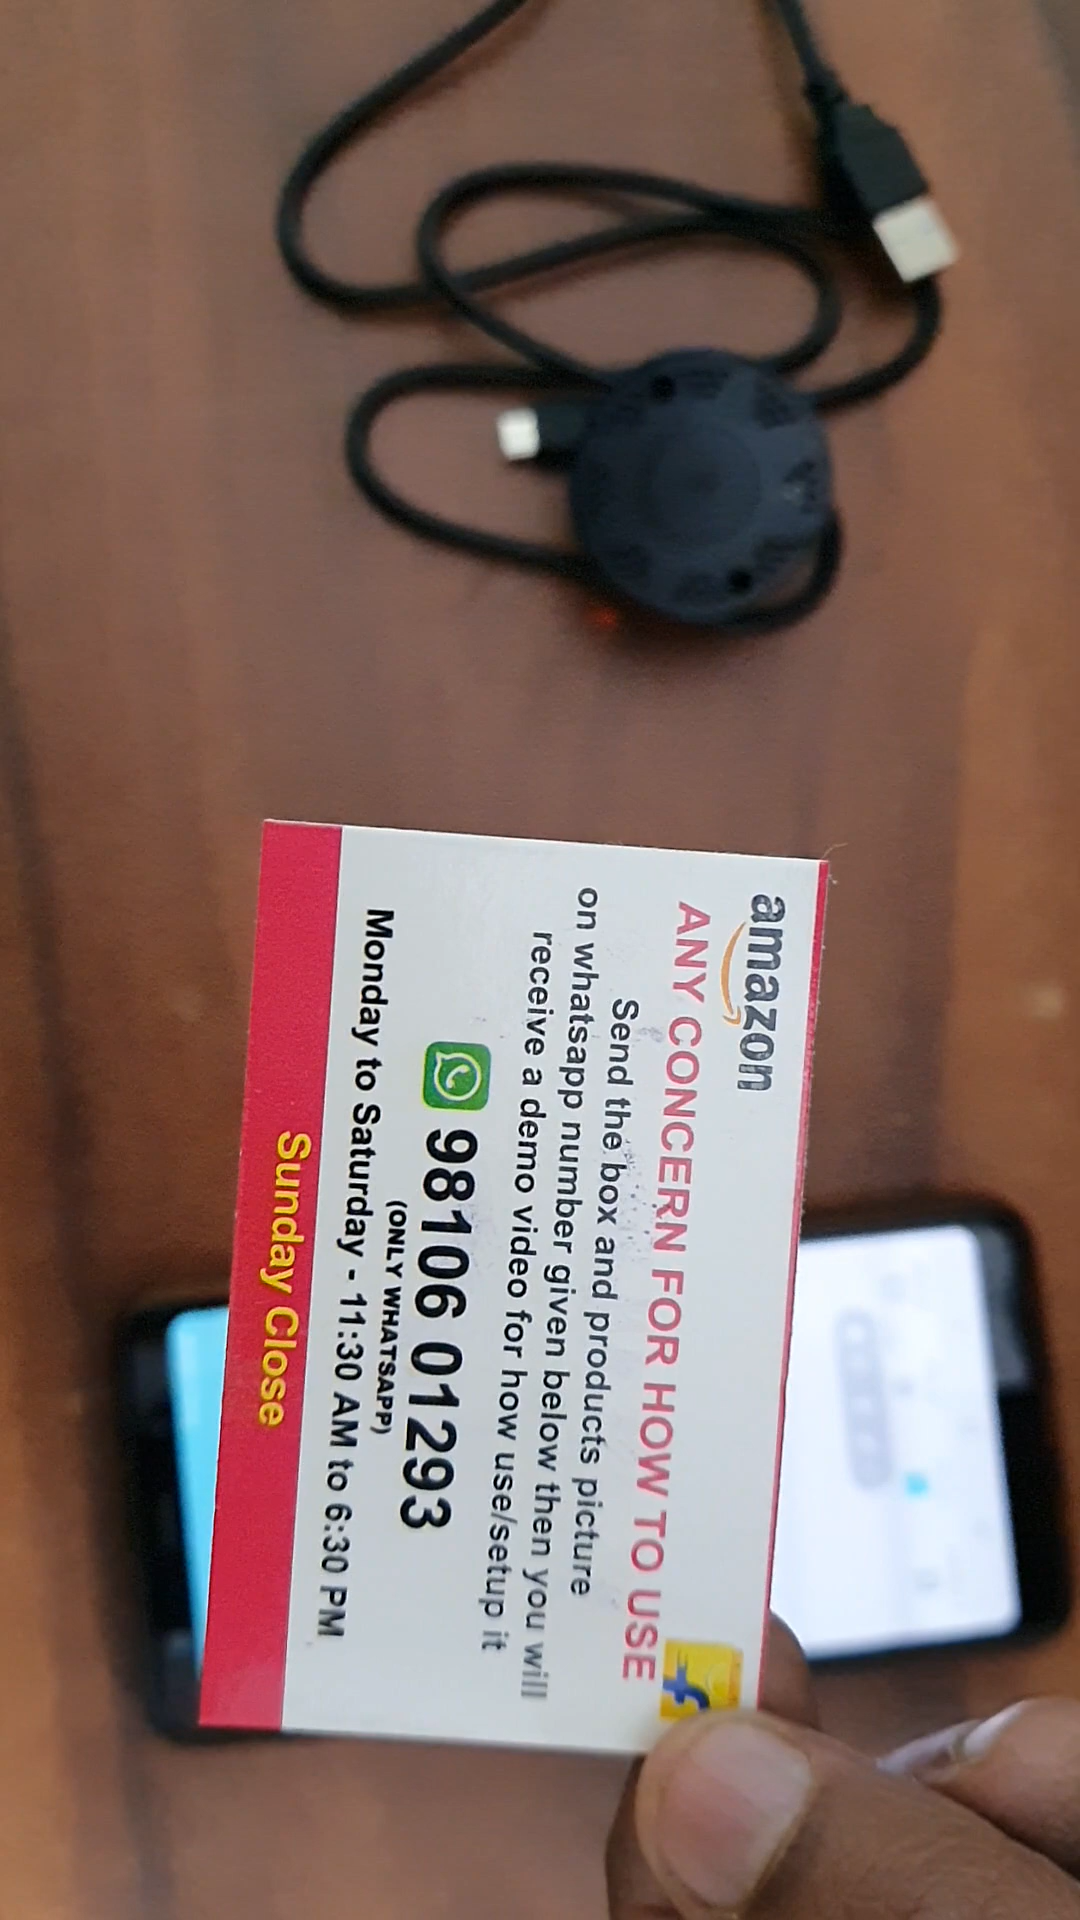 amazon
ANY CONCERN FOR HOW TO USE
Send the box and products picture
on whatsapp number given below then you will
receive a demo video for how use/setup it
98106 01293
(ONLY WHATSAPP)
Monday to Saturday - 11:30 AM to 6:30 PM
Sunday Close